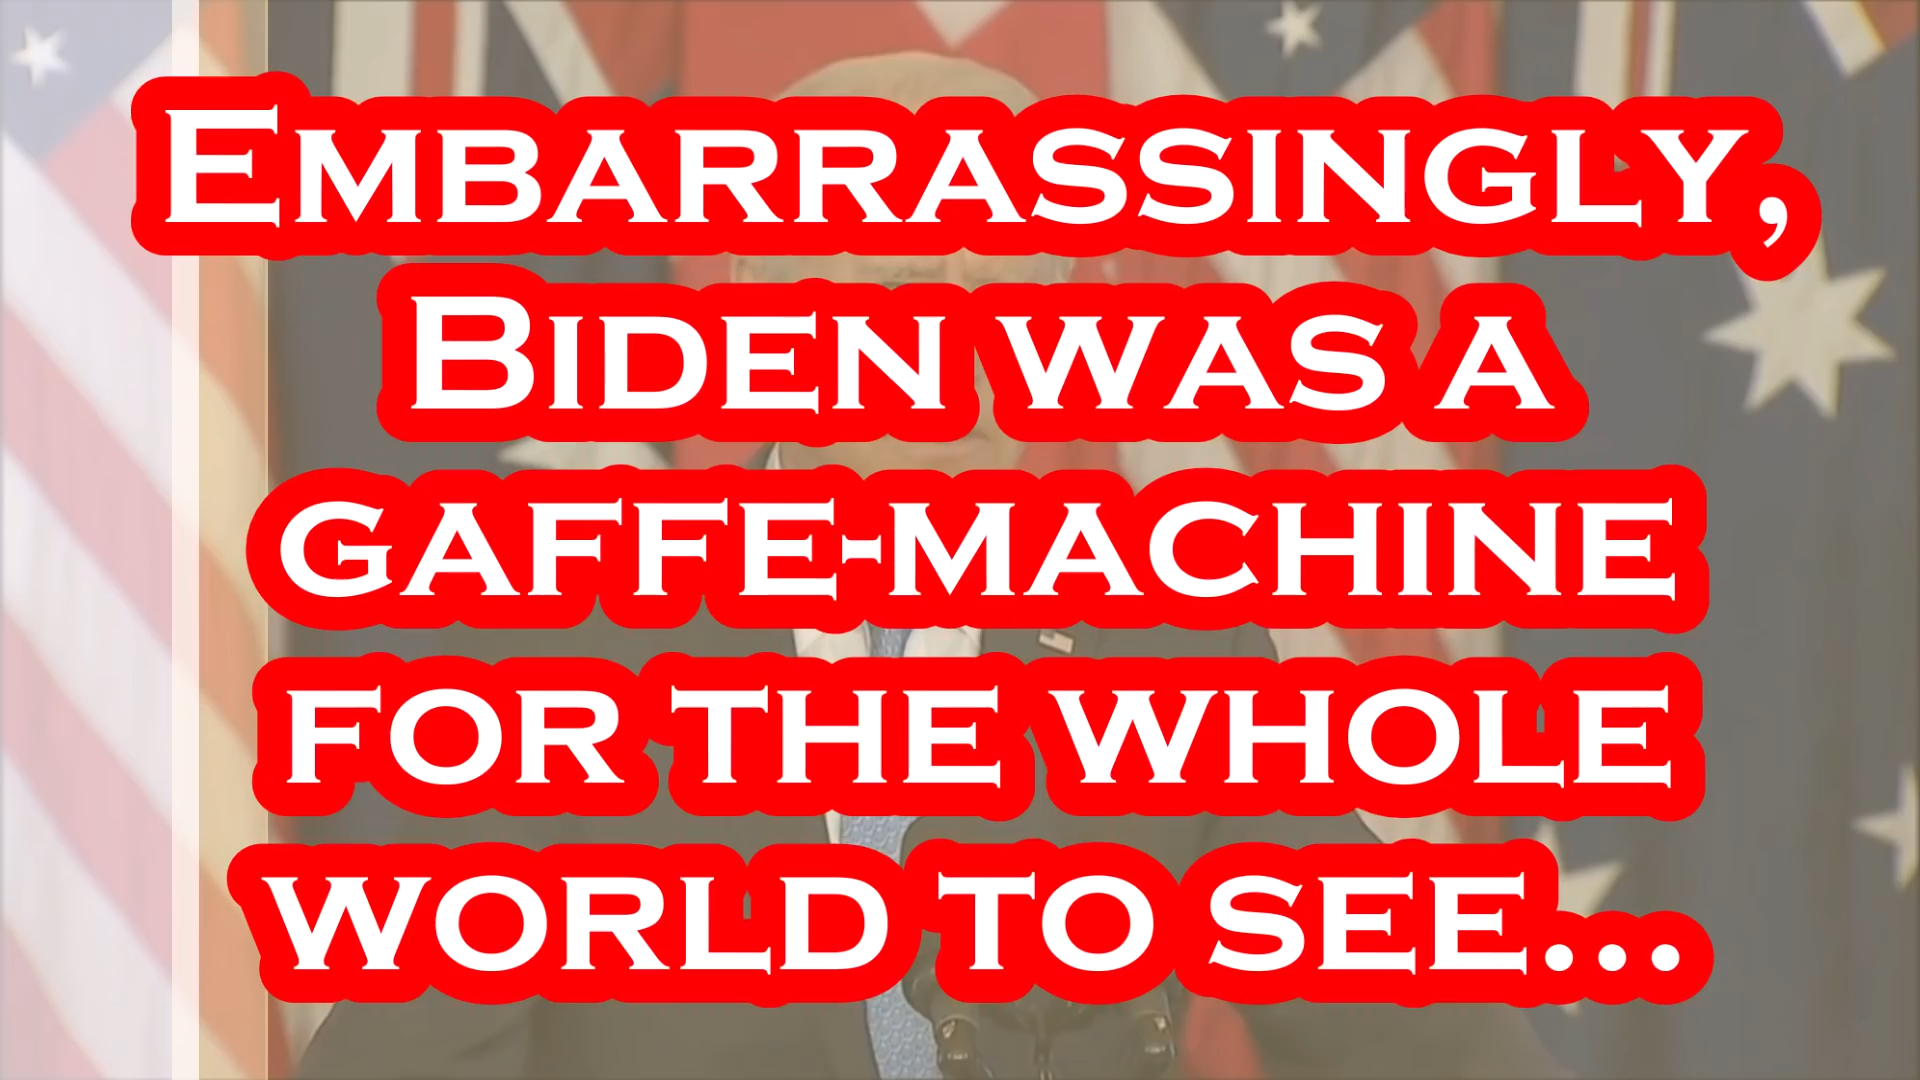 Embarrassingly,
Biden was a
gaffe-machine
for the whole
world to see...